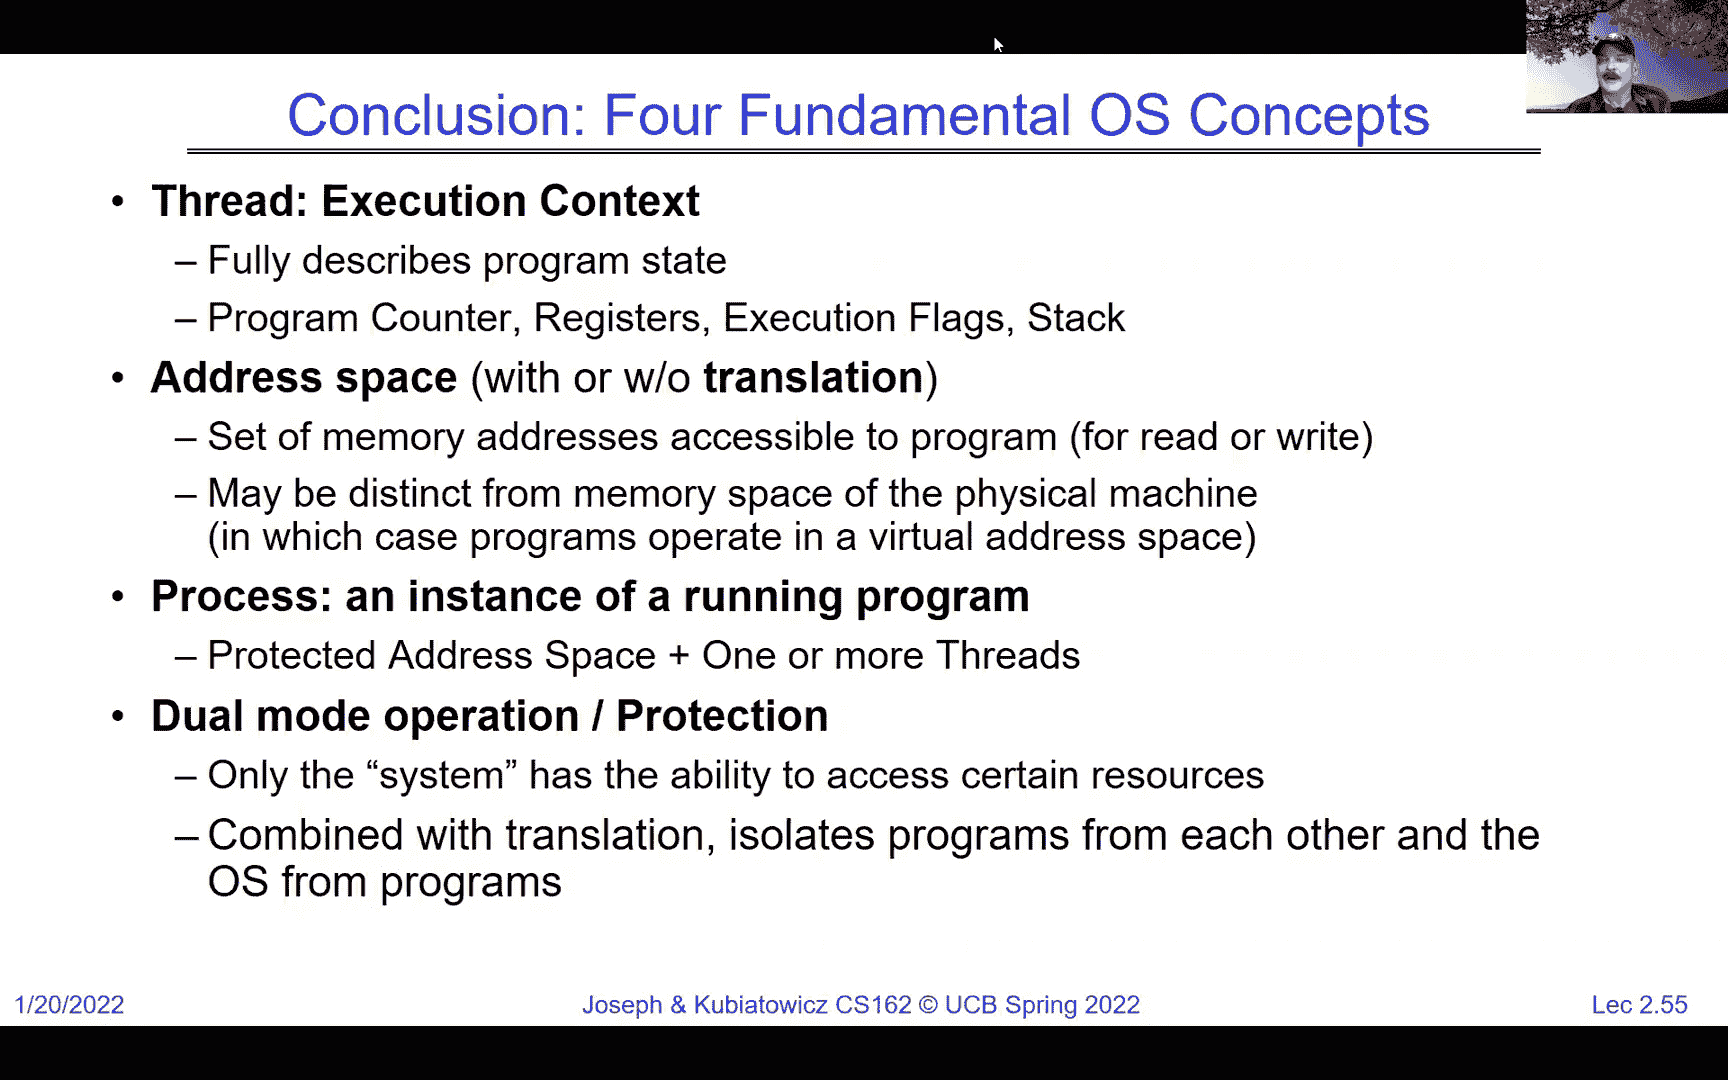 Conclusion: Four Fundamental OS Concepts
• Thread: Execution Context
– Fully describes program state
– Program Counter, Registers, Execution Flags, Stack
• Address space (with or w/o translation)
– Set of memory addresses accessible to program (for read or write)
– May be distinct from memory space of the physical machine
(in which case programs operate in a virtual address space)
• Process: an instance of a running program
– Protected Address Space + One or more Threads
• Dual mode operation / Protection
– Only the “system” has the ability to access certain resources
– Combined with translation, isolates programs from each other and the
OS from programs
1/20/2022
Joseph & Kubiatowicz CS162 © UCB Spring 2022
Lec 2.55